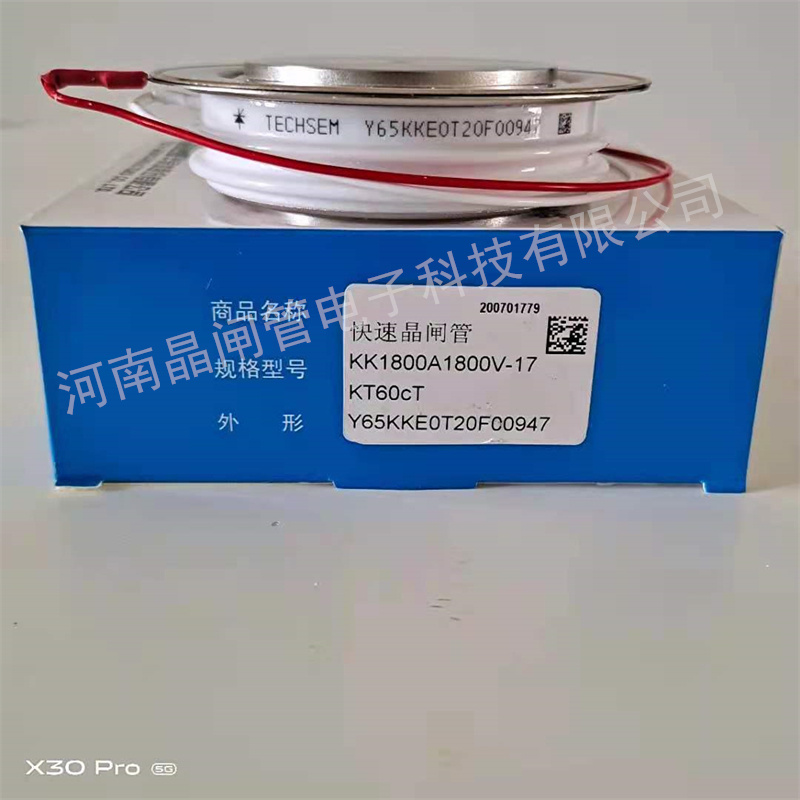 TECHSEM Y65KKE0T20F00947
200701779
商品名称 快速晶闸管
规格型号 KK1800A1800V-17
KT60cT
外形 Y65KKE0T20F00947
河南晶闸管电子科技有限公司
X30 Pro 5G